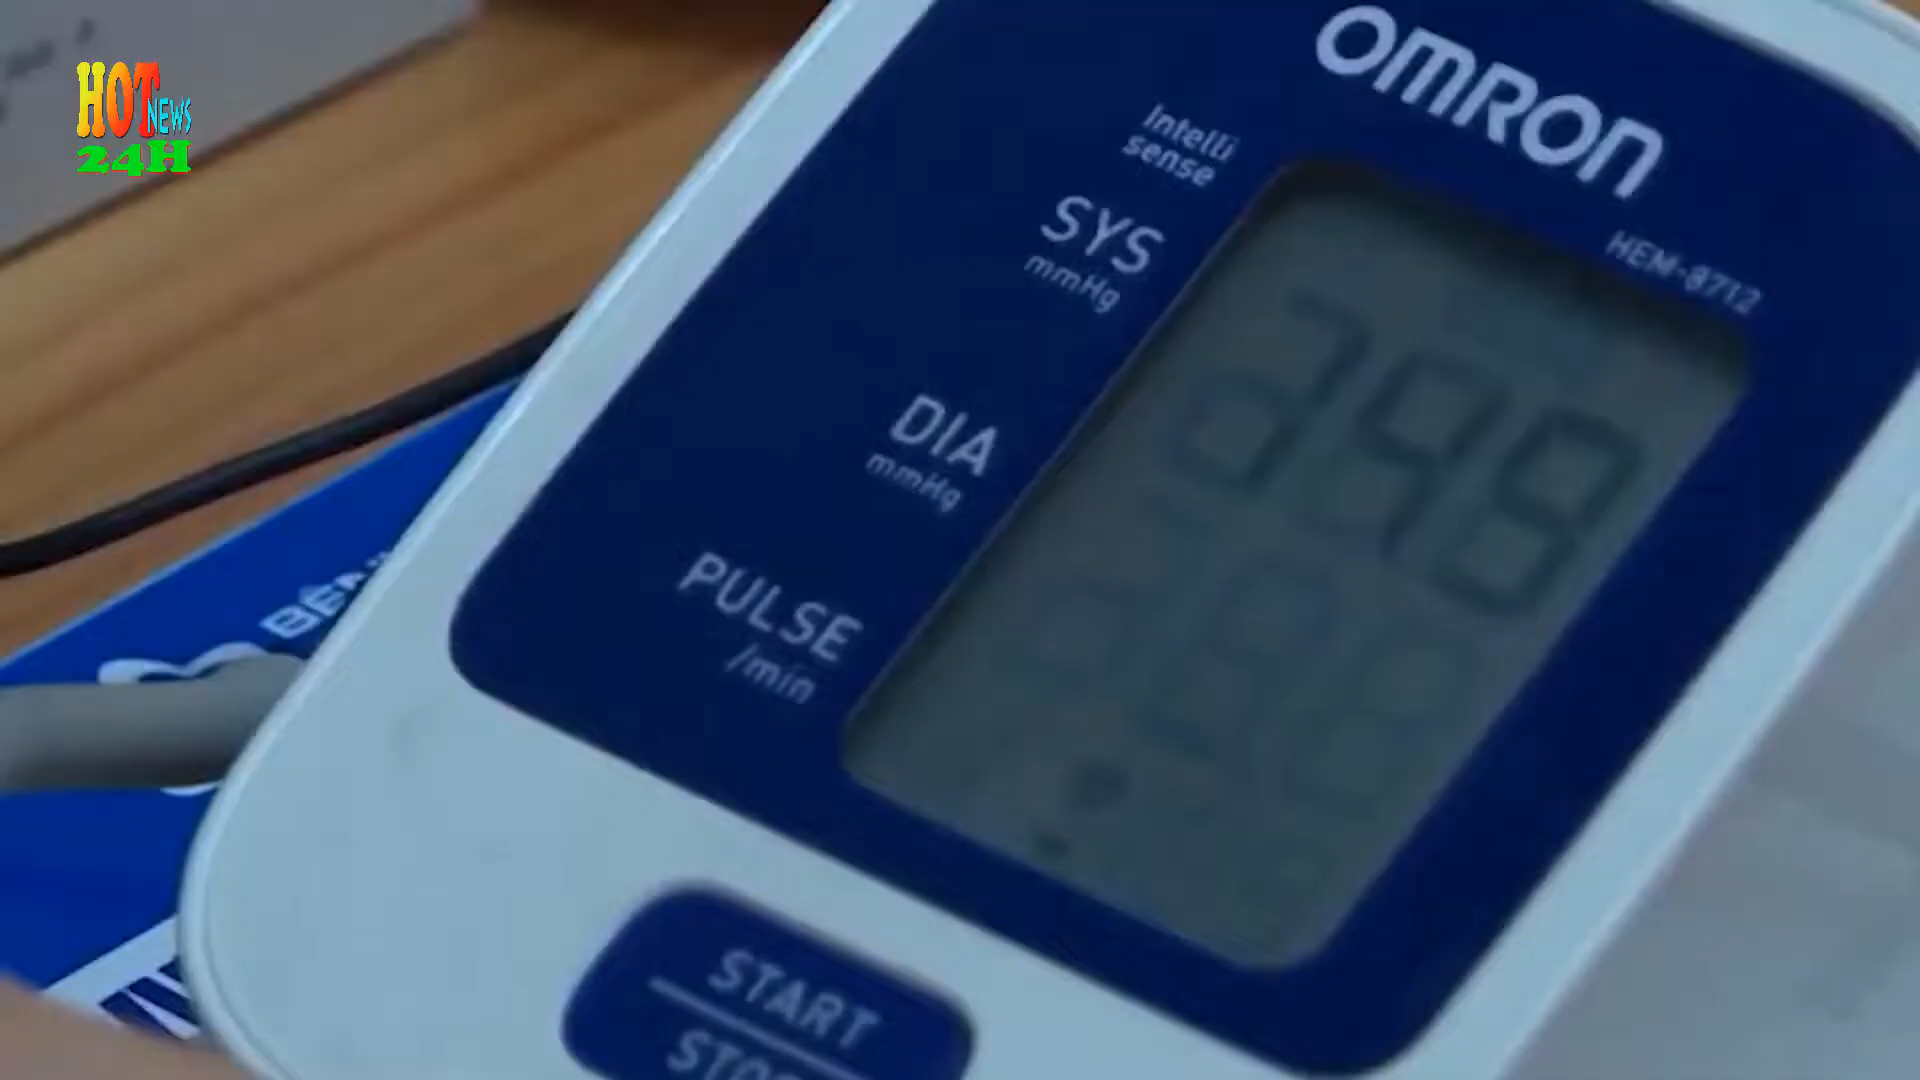 HOT
NEWS
24H
OMRON
Intelli
sense
HEM-8712
SYS
mmHg
DIA
mmHg
PULSE
/min
START